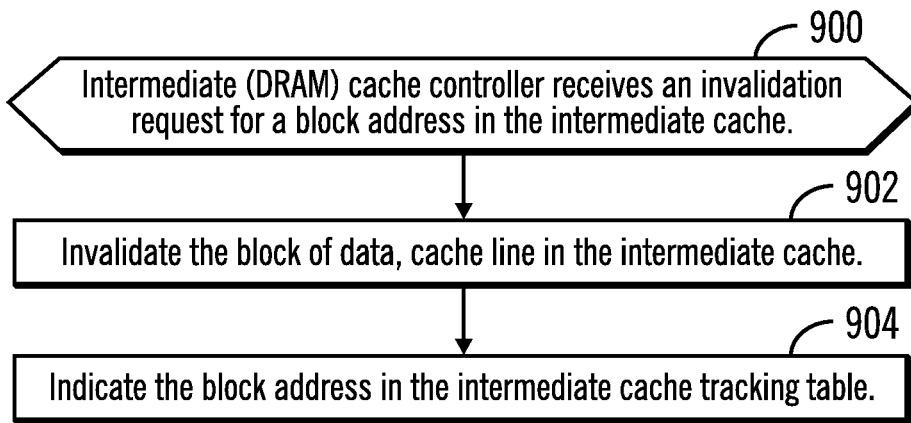 900
Intermediate (DRAM) cache controller receives an invalidation
request for a block address in the intermediate cache.
902
Invalidate the block of data, cache line in the intermediate cache.
904
Indicate the block address in the intermediate cache tracking table.